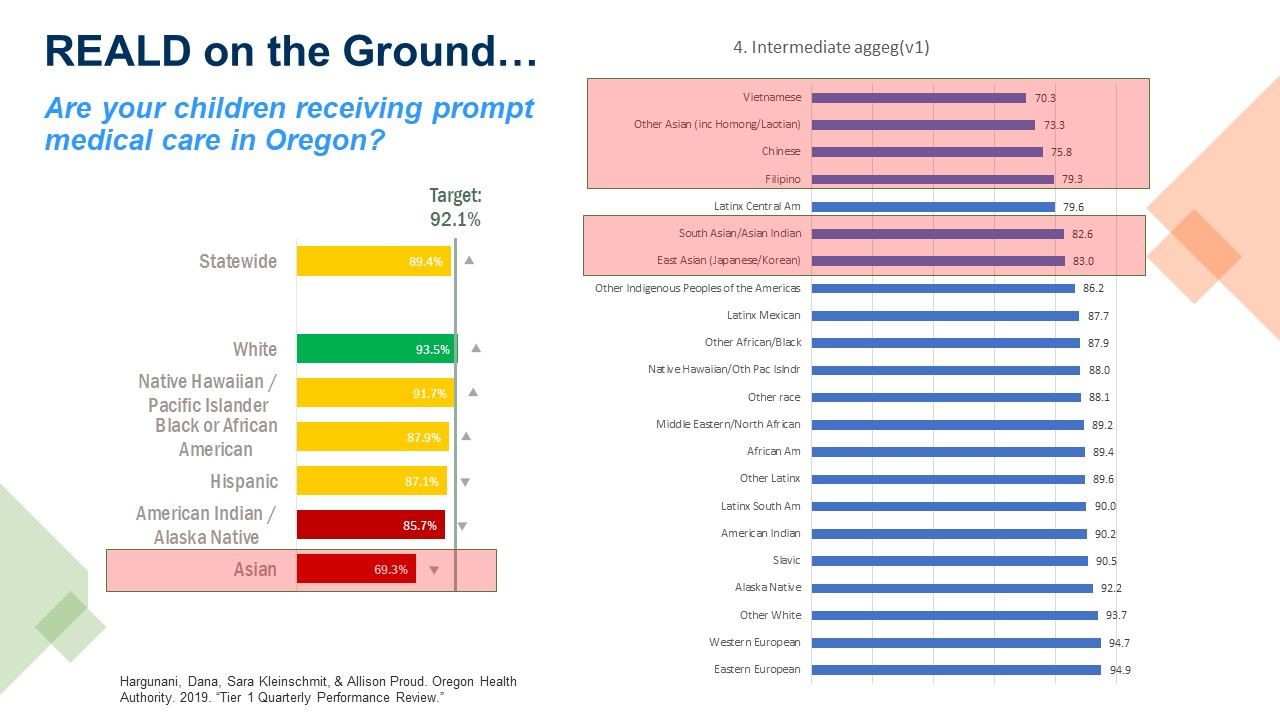 REALD on the Ground…
Are your children receiving prompt
medical care in Oregon?
Target:
92.1%
Statewide
89.4%
▲
White
93.5%
▲
Native Hawaiian /
Pacific Islander
91.7%
▲
Black or African
American
87.9%
▲
Hispanic
87.1%
▼
American Indian /
Alaska Native
85.7%
▼
Asian
69.3%
▼
Hargunani, Dana, Sara Kleinschmit, & Allison Proud. Oregon Health
Authority. 2019. “Tier 1 Quarterly Performance Review.”
4. Intermediate aggeg(v1)
Vietnamese 70.3
Other Asian (inc Homong/Laotian) 73.3
Chinese 75.8
Filipino 79.3
Latinx Central Am 79.6
South Asian/Asian Indian 82.6
East Asian (Japanese/Korean) 83.0
Other Indigenous Peoples of the Americas 86.2
Latinx Mexican 87.7
Other African/Black 87.9
Native Hawaiian/Oth Pac Islndr 88.0
Other race 88.1
Middle Eastern/North African 89.2
African Am 89.4
Other Latinx 89.6
Latinx South Am 90.0
American Indian 90.2
Slavic 90.5
Alaska Native 92.2
Other White 93.7
Western European 94.7
Eastern European 94.9